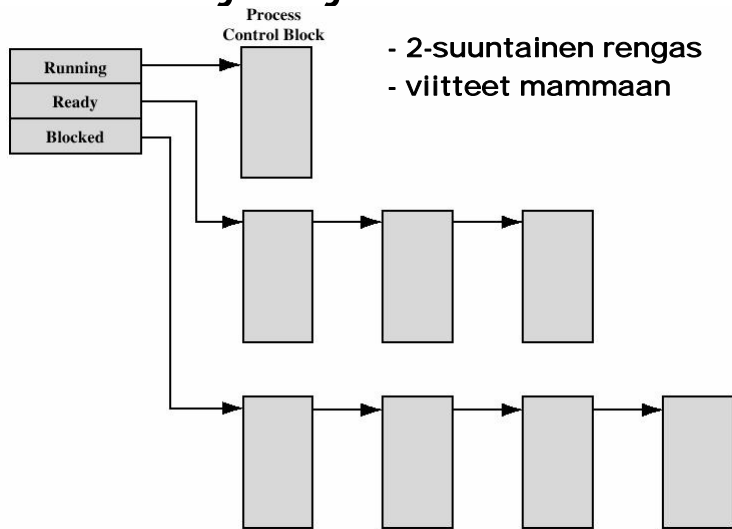 Process
Control Block
- 2-suuntainen rengas
- viitteet mammaan
Running
Ready
Blocked